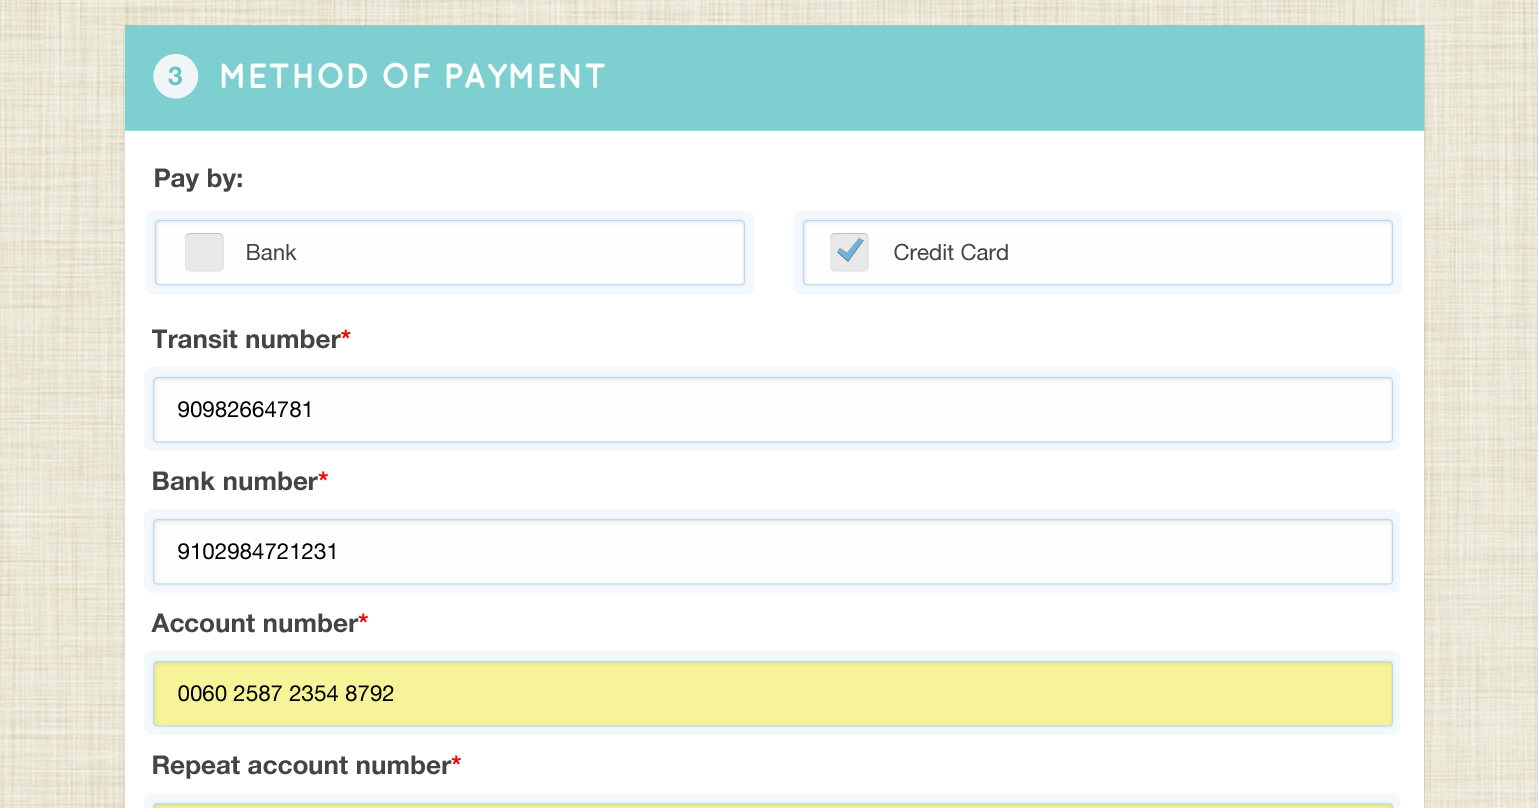 3 METHOD OF PAYMENT
Pay by:
Bank
Credit Card
Transit number*
90982664781
Bank number*
9102984721231
Account number*
0060 2587 2354 8792
Repeat account number*